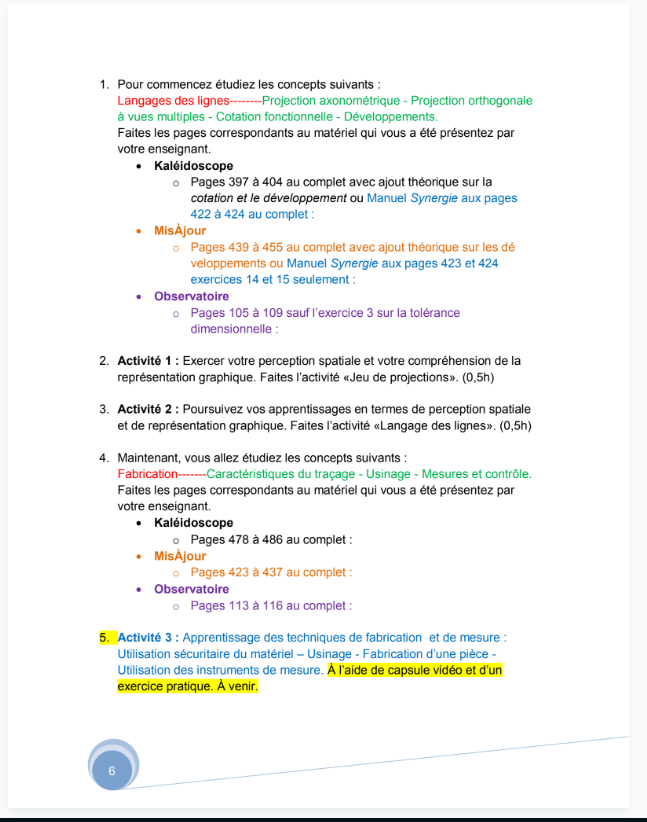 1. Pour commencez étudiez les concepts suivants :
Langages des lignes--------Projection axonométrique - Projection orthogonale
à vues multiples - Cotation fonctionnelle - Développements.
Faites les pages correspondants au matériel qui vous a été présentez par
votre enseignant.
• Kaléidoscope
o Pages 397 à 404 au complet avec ajout théorique sur la
cotation et le développement ou Manuel Synergie aux pages
422 à 424 au complet :
• MisÀjour
o Pages 439 à 455 au complet avec ajout théorique sur les dé
veloppements ou Manuel Synergie aux pages 423 et 424
exercices 14 et 15 seulement :
• Observatoire
o Pages 105 à 109 sauf l'exercice 3 sur la tolérance
dimensionnelle :
2. Activité 1 : Exercer votre perception spatiale et votre compréhension de la
représentation graphique. Faites l'activité «Jeu de projections». (0,5h)
3. Activité 2 : Poursuivez vos apprentissages en termes de perception spatiale
et de représentation graphique. Faites l'activité «Langage des lignes». (0,5h)
4. Maintenant, vous allez étudiez les concepts suivants :
Fabrication-------Caractéristiques du traçage - Usinage - Mesures et contrôle.
Faites les pages correspondants au matériel qui vous a été présentez par
votre enseignant.
• Kaléidoscope
o Pages 478 à 486 au complet :
• MisÀjour
o Pages 423 à 437 au complet :
• Observatoire
o Pages 113 à 116 au complet :
5. Activité 3 : Apprentissage des techniques de fabrication et de mesure :
Utilisation sécuritaire du matériel – Usinage - Fabrication d'une pièce -
Utilisation des instruments de mesure. À l'aide de capsule vidéo et d'un
exercice pratique. À venir.
6